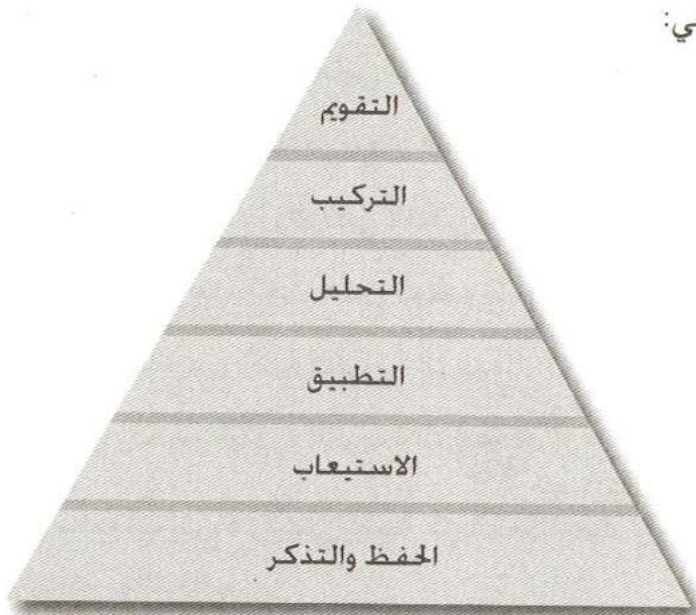 ي:
التقويم
التركيب
التحليل
التطبيق
الاستيعاب
الحفظ والتذكر